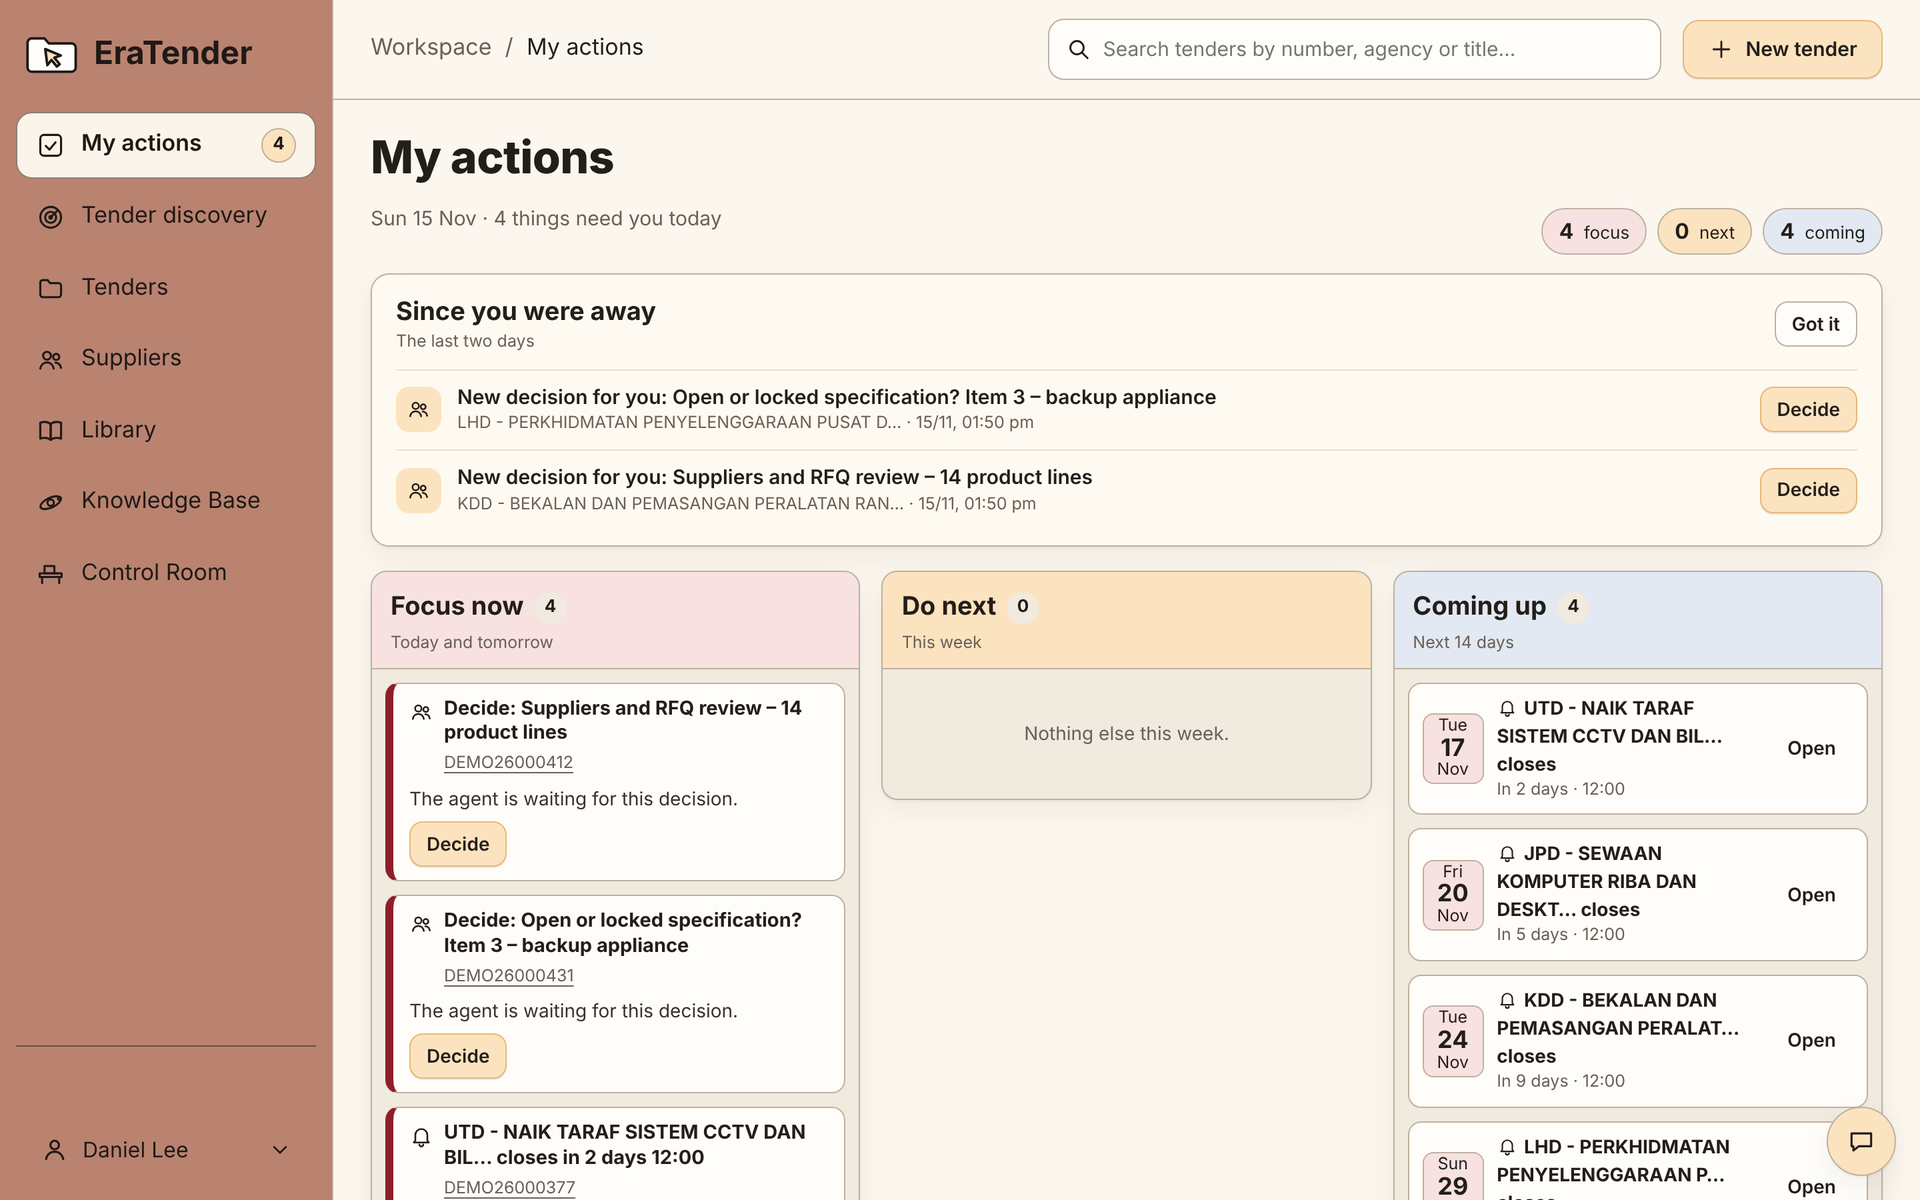 EraTender
My actions 4
Tender discovery
Tenders
Suppliers
Library
Knowledge Base
Control Room
Daniel Lee
Workspace / My actions
Search tenders by number, agency or title...
New tender
My actions
Sun 15 Nov · 4 things need you today
4 focus
0 next
4 coming
Since you were away
The last two days
Got it
New decision for you: Open or locked specification? Item 3 – backup appliance
LHD - PERKHIDMATAN PENYELENGGARAAN PUSAT D... · 15/11, 01:50 pm
Decide
New decision for you: Suppliers and RFQ review – 14 product lines
KDD - BEKALAN DAN PEMASANGAN PERALATAN RAN... · 15/11, 01:50 pm
Decide
Focus now 4
Today and tomorrow
Decide: Suppliers and RFQ review – 14
product lines
DEMO26000412
The agent is waiting for this decision.
Decide
Decide: Open or locked specification?
Item 3 – backup appliance
DEMO26000431
The agent is waiting for this decision.
Decide
UTD - NAIK TARAF SISTEM CCTV DAN
BIL... closes in 2 days 12:00
DEMO26000377
Do next 0
This week
Nothing else this week.
Coming up 4
Next 14 days
Tue
17
Nov
UTD - NAIK TARAF
SISTEM CCTV DAN BIL...
closes
In 2 days · 12:00
Open
Fri
20
Nov
JPD - SEWAAN
KOMPUTER RIBA DAN
DESKT... closes
In 5 days · 12:00
Open
Tue
24
Nov
KDD - BEKALAN DAN
PEMASANGAN PERALAT...
closes
In 9 days · 12:00
Open
Sun
29
LHD - PERKHIDMATAN
PENYELENGGARAAN P...
Open